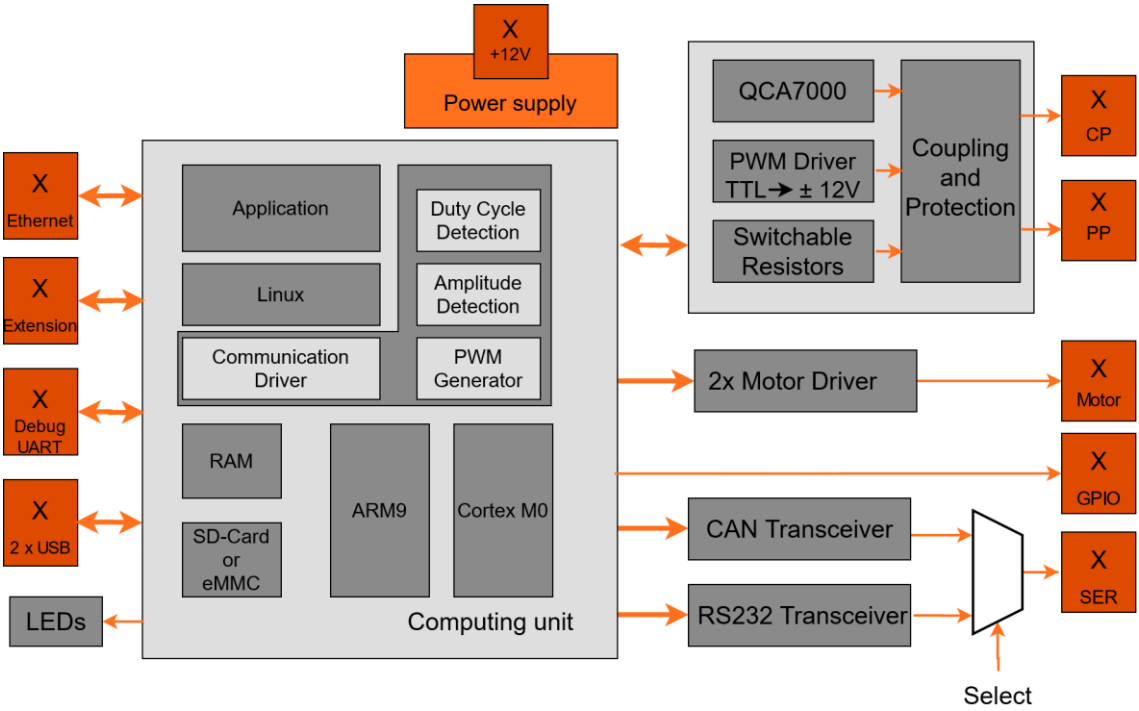 X
+12V
Power supply
X
Ethernet
X
Extension
X
Debug
UART
X
2 x USB
LEDs
Application
Linux
Communication
Driver
Duty Cycle
Detection
Amplitude
Detection
PWM
Generator
RAM
SD-Card
or
eMMC
ARM9
Cortex M0
Computing unit
QCA7000
PWM Driver
TTL→ ± 12V
Switchable
Resistors
Coupling
and
Protection
X
CP
X
PP
2x Motor Driver
X
Motor
X
GPIO
CAN Transceiver
RS232 Transceiver
X
SER
Select